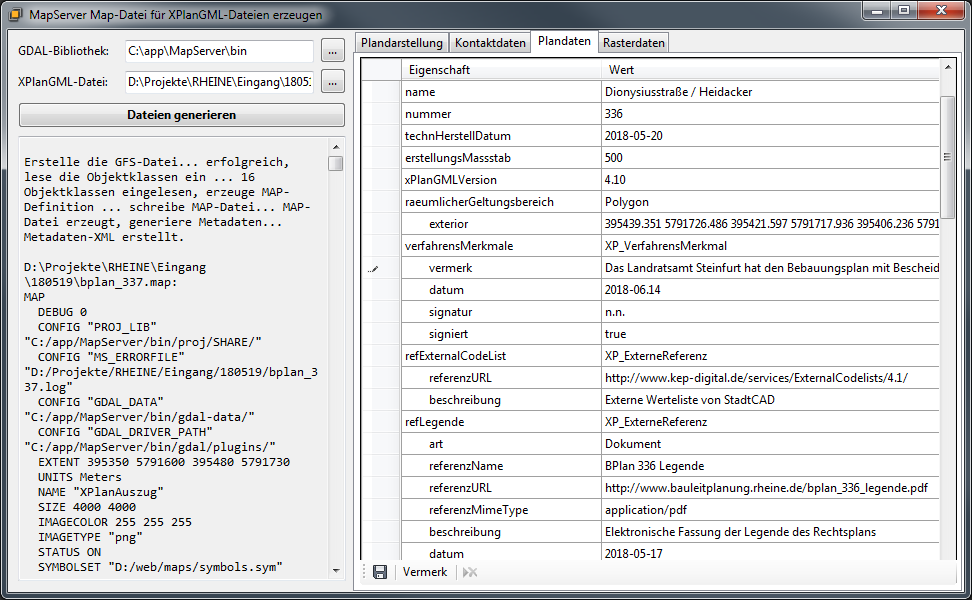 MapServer Map-Datei für XPlanGML-Dateien erzeugen
GDAL-Bibliothek: C:\app\MapServer\bin ...
XPlanGML-Datei: D:\Projekte\RHEINE\Eingang\1805 ...
Dateien generieren
Erstelle die GFS-Datei... erfolgreich,
lese die Objektklassen ein ... 16
Objektklassen eingelesen, erzeuge MAP-
Definition ... schreibe MAP-Datei... MAP-
Datei erzeugt, generiere Metadaten...
Metadaten-XML erstellt.
D:\Projekte\RHEINE\Eingang
\180519\bplan_337.map:
MAP
DEBUG 0
CONFIG "PROJ_LIB"
"C:/app/MapServer/bin/proj/SHARE/"
CONFIG "MS_ERRORFILE"
"D:/Projekte/RHEINE/Eingang/180519/bplan_3
37.log"
CONFIG "GDAL_DATA"
"C:/app/MapServer/bin/gdal-data/"
CONFIG "GDAL_DRIVER_PATH"
"C:/app/MapServer/bin/gdal/plugins/"
EXTENT 395350 5791600 395480 5791730
UNITS Meters
NAME "XPlanAuszug"
SIZE 4000 4000
IMAGECOLOR 255 255 255
IMAGETYPE "png"
STATUS ON
SYMBOLSET "D:/web/maps/symbols.sym"
Plandarstellung Kontaktdaten Plandaten Rasterdaten
Eigenschaft Wert
name Dionysiusstraße / Heidacker
nummer 336
technHerstellDatum 2018-05-20
erstellungsMassstab 500
xPlanGMLVersion 4.10
raeumlicherGeltungsbereich Polygon
exterior 395439.351 5791726.486 395421.597 5791717.936 395406.236 5791
verfahrensMerkmale XP_VerfahrensMerkmal
vermerk Das Landratsamt Steinfurt hat den Bebauungsplan mit Bescheid
datum 2018-06.14
signatur n.n.
signiert true
refExternalCodeList XP_ExterneReferenz
referenzURL http://www.kep-digital.de/services/ExternalCodelists/4.1/
beschreibung Externe Werteliste von StadtCAD
refLegende XP_ExterneReferenz
art Dokument
referenzName BPlan 336 Legende
referenzURL http://www.bauleitplanung.rheine.de/bplan_336_legende.pdf
referenzMimeType application/pdf
beschreibung Elektronische Fassung der Legende des Rechtsplans
datum 2018-05-17
Vermerk